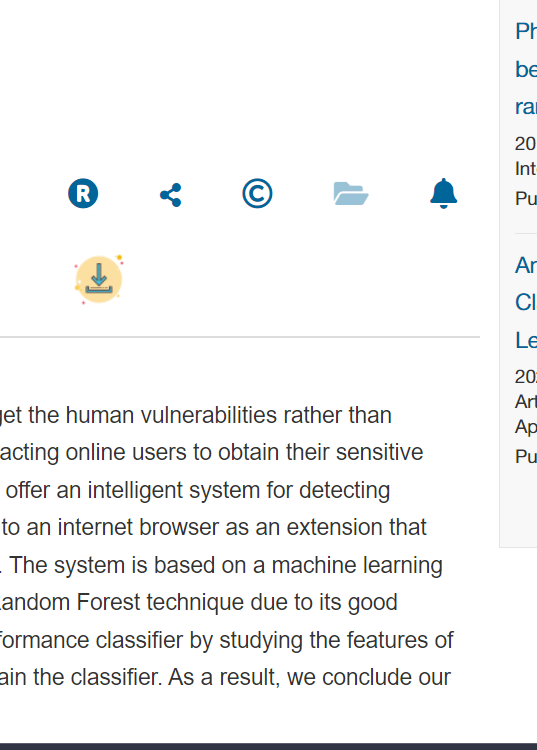 R
©
get the human vulnerabilities rather than
acting online users to obtain their sensitive
offer an intelligent system for detecting
to an internet browser as an extension that
. The system is based on a machine learning
andom Forest technique due to its good
formance classifier by studying the features of
ain the classifier. As a result, we conclude our
Ph
be
ra
20
Int
Pu
Ar
Cl
Le
20
Art
Ap
Pu